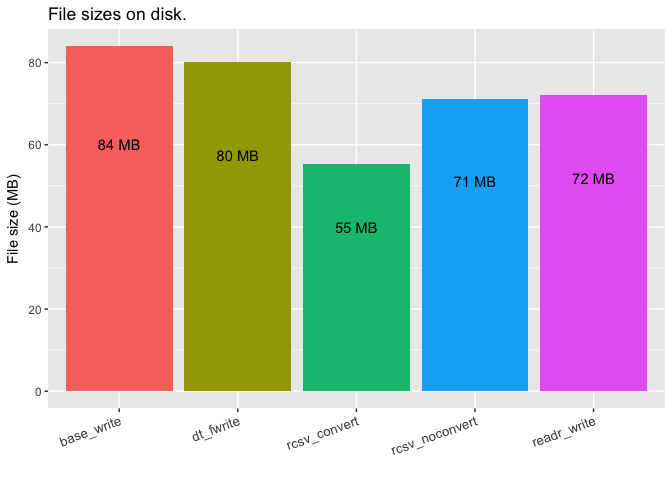 File sizes on disk.
File size (MB)
80
60
40
20
0
84 MB
80 MB
55 MB
71 MB
72 MB
base_write
dt_fwrite
rcsv_convert
rcsv_noconvert
readr_write